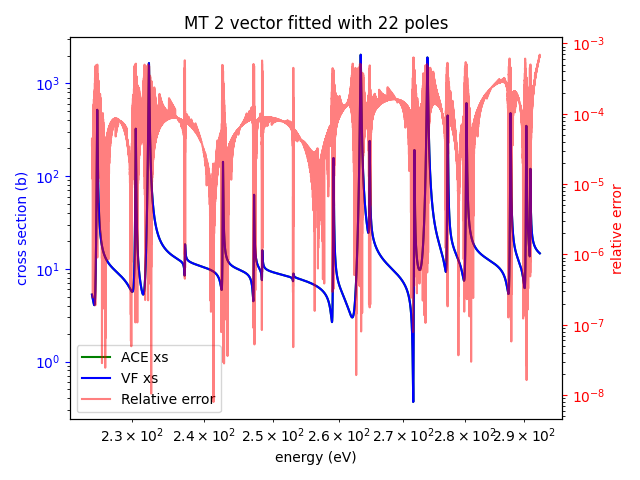 MT 2 vector fitted with 22 poles
cross section (b)
10³
10²
10¹
10⁰
10⁻³
10⁻⁴
10⁻⁵
10⁻⁶
10⁻⁷
10⁻⁸
relative error
ACE xs
VF xs
Relative error
2.3 × 10² 2.4 × 10² 2.5 × 10² 2.6 × 10² 2.7 × 10² 2.8 × 10² 2.9 × 10²
energy (eV)